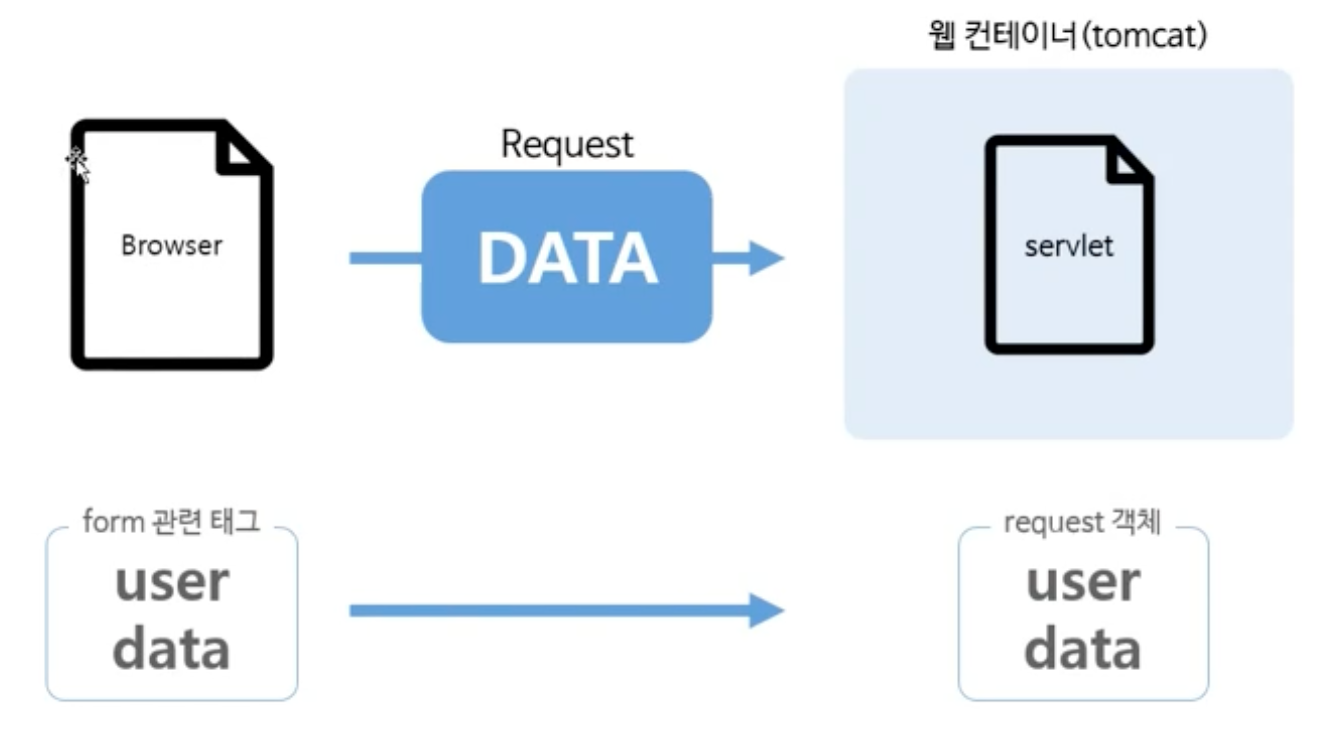 웹 컨테이너(tomcat)
Request
Browser
DATA
servlet
form 관련 태그
user
data
request 객체
user
data